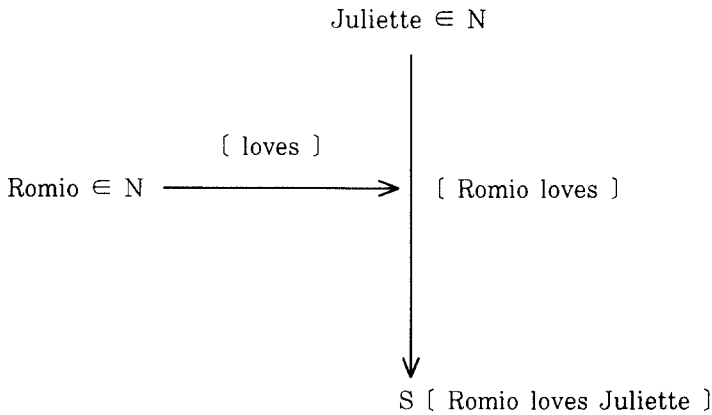 Juliette ∈ N
〔 loves 〕
Romio ∈ N
〔 Romio loves 〕
S 〔 Romio loves Juliette 〕